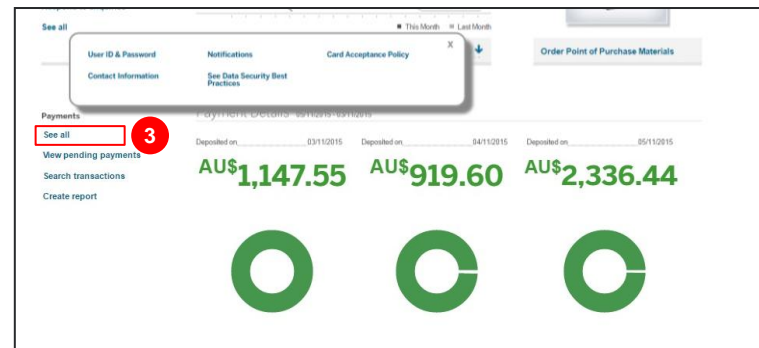 See all
This Month Last Month
User ID & Password Notifications Card Acceptance Policy X
Contact Information See Data Security Best Practices
Order Point of Purchase Materials
Payments
Payment Details
See all
3
View pending payments
Search transactions
Create report
Deposited on 03/11/2015 Deposited on 04/11/2015 Deposited on 05/11/2015
AU$1,147.55 AU$919.60 AU$2,336.44